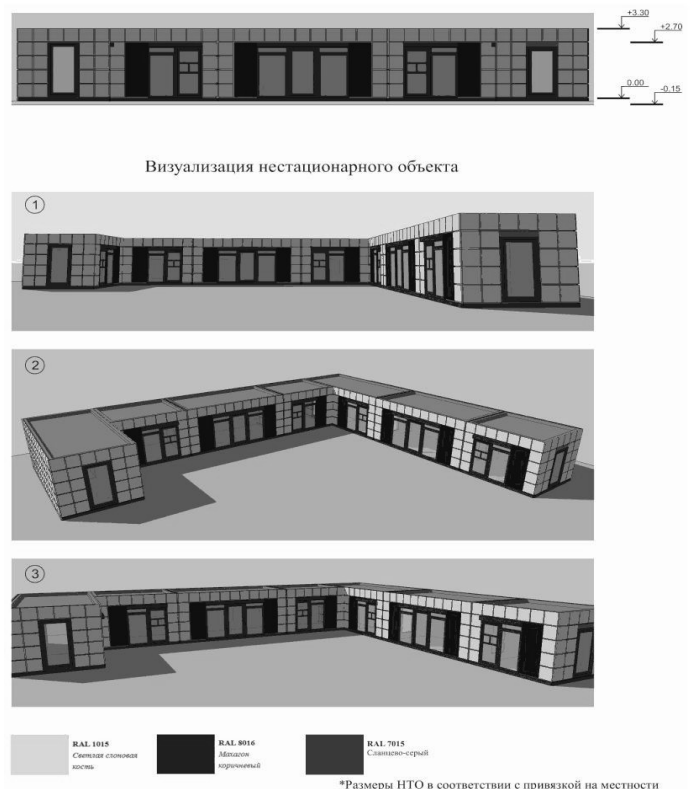 +3.30
+2.70
0.00
-0.15
Визуализация нестационарного объекта
1
2
3
RAL 1015
Светлая слоновая
кость
RAL 8016
Махагон
коричневый
RAL 7015
Сланцево-серый
*Размеры НТО в соответствии с привязкой на местности